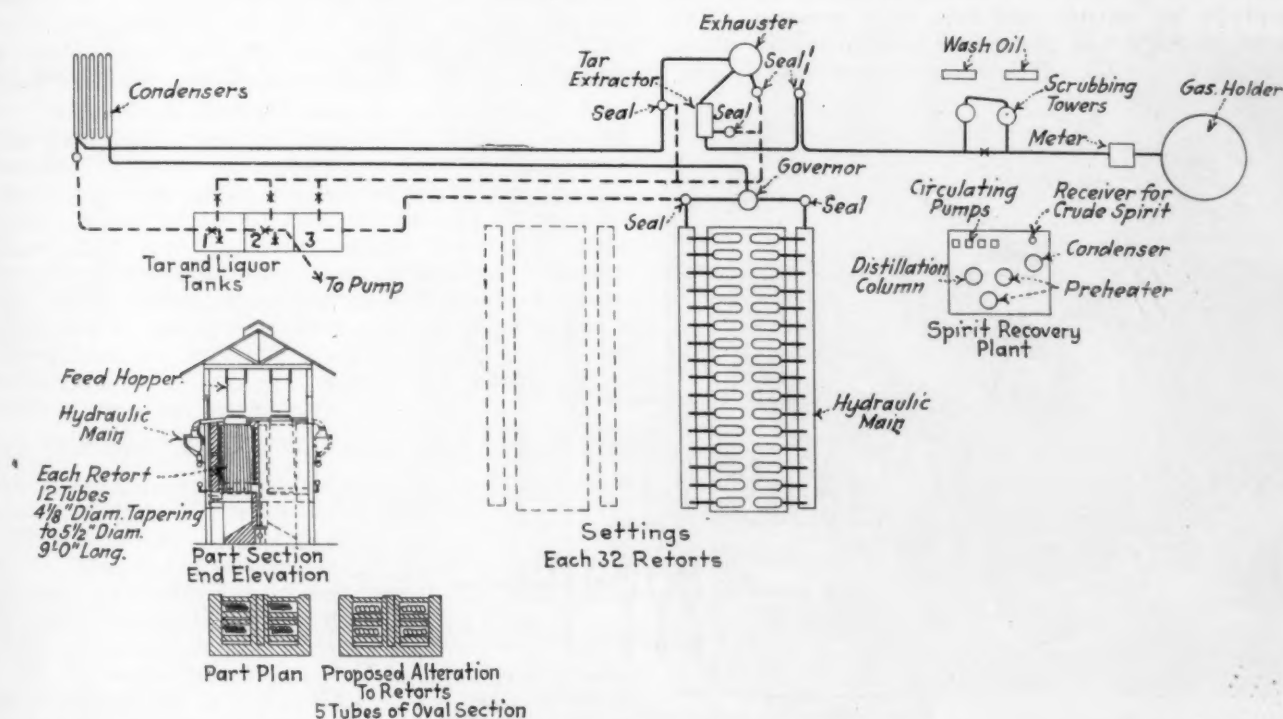 Exhauster
Tar
Extractor
Seal
Seal
Seal
Condensers
Wash Oil.
Scrubbing
Towers
Gas. Holder
Meter
Governor
Seal
Seal
Circulating
Pumps
Receiver for
Crude Spirit
Condenser
Distillation
Column
Preheater
Spirit Recovery
Plant
1
2
3
Tar and Liquor
Tanks
To Pump
Feed Hopper.
Hydraulic
Main
Each Retort
12 Tubes
4 1/8" Diam. Tapering
to 5 1/2" Diam.
9'-0" Long.
Part Section
End Elevation
Hydraulic
Main
Settings
Each 32 Retorts
Part Plan
Proposed Alteration
To Retorts
5 Tubes of Oval Section